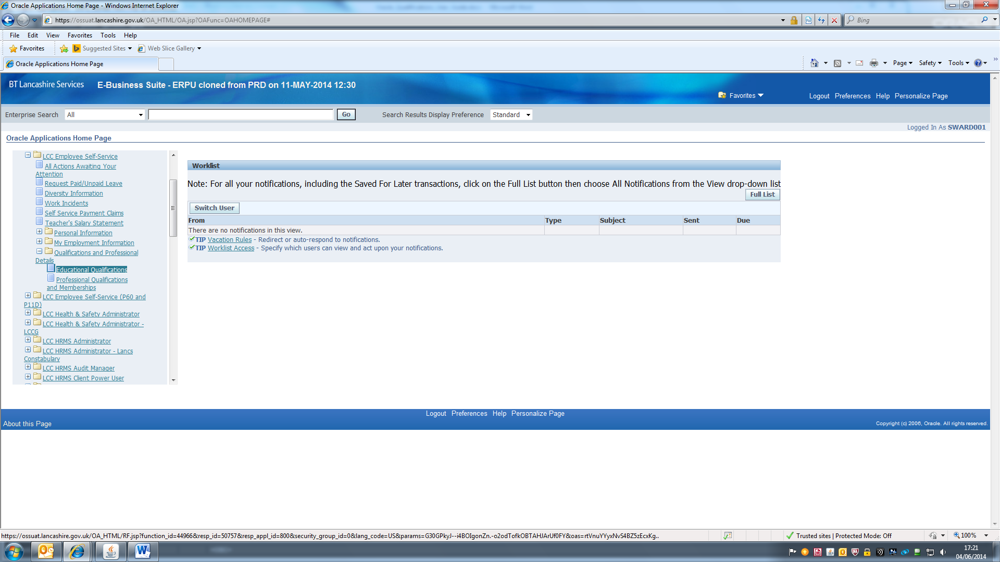 Oracle Applications Home Page - Windows Internet Explorer
https://ossuat.lancashire.gov.uk/OA_HTML/OA.jsp?OAFunc=OAHOMEPAGE#
Bing
File Edit View Favorites Tools Help
Favorites Suggested Sites Web Slice Gallery
Oracle Applications Home Page
Page Safety Tools
BT Lancashire Services E-Business Suite - ERPU cloned from PRD on 11-MAY-2014 12:30
Favorites Logout Preferences Help Personalize Page
Enterprise Search All Go Search Results Display Preference Standard
Logged In As SWARD001
Oracle Applications Home Page
LCC Employee Self-Service
All Actions Awaiting Your
Attention
Request Paid/Unpaid Leave
Diversity Information
Work Incidents
Self Service Payment Claims
Teacher's Salary Statement
Personal Information
My Employment Information
Qualifications and Professional
Details
Educational Qualifications
Professional Qualifications
and Memberships
LCC Employee Self-Service (P60 and
P11D)
LCC Health & Safety Administrator
LCC Health & Safety Administrator -
LCCG
LCC HRMS Administrator
LCC HRMS Administrator - Lancs
Constabulary
LCC HRMS Audit Manager
LCC HRMS Client Power User
Worklist
Note: For all your notifications, including the Saved For Later transactions, click on the Full List button then choose All Notifications from the View drop-down list
Full List
Switch User
From Type Subject Sent Due
There are no notifications in this view.
TIP Vacation Rules - Redirect or auto-respond to notifications.
TIP Worklist Access - Specify which users can view and act upon your notifications.
Logout Preferences Help Personalize Page
About this Page
Copyright (c) 2006, Oracle. All rights reserved.
https://ossuat.lancashire.gov.uk/OA_HTML/RF.jsp?function_id=44966&resp_id=50757&resp_appl_id=800&security_group_id=0&lang_code=US&params=G30GPkyJ--i4BOIgonZn.-o2odTofkOBTAHJArUf0FY&oas=rtVnuYYyxNvS4BZ5zEcxKg..
Trusted sites | Protected Mode: Off
100%
17:21
04/06/2014